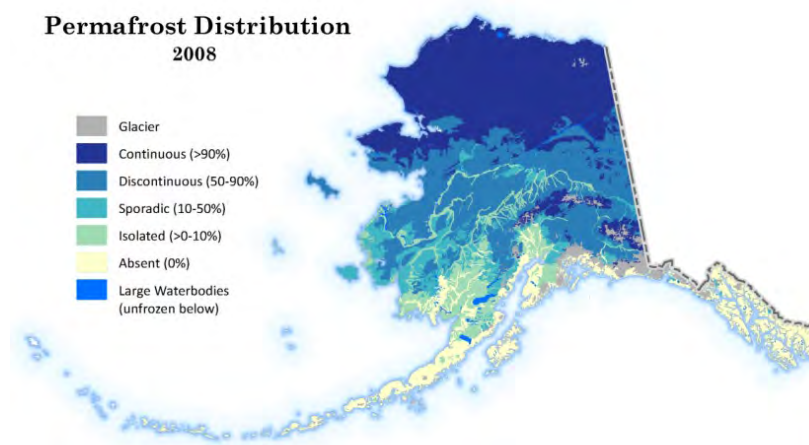 Permafrost Distribution
2008
Glacier
Continuous (>90%)
Discontinuous (50-90%)
Sporadic (10-50%)
Isolated (>0-10%)
Absent (0%)
Large Waterbodies
(unfrozen below)